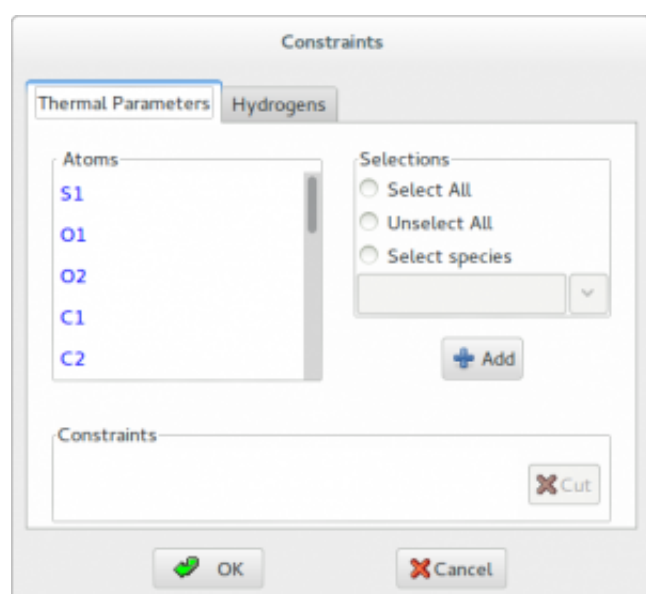 Constraints
Thermal Parameters Hydrogens
Atoms
S1
O1
O2
C1
C2
Selections
Select All
Unselect All
Select species
Add
Constraints
Cut
OK Cancel